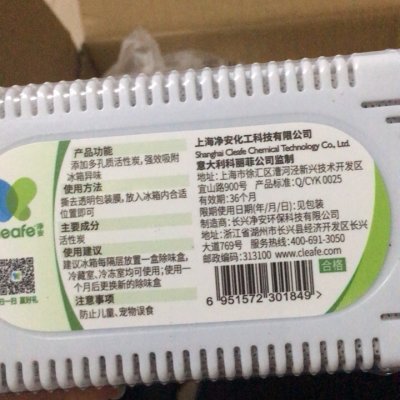 cleafe 净安
扫一扫 赢好礼
产品功能
添加多孔质活性炭，强效吸附
冰箱异味
使用方法
撕去透明包装膜，放入冰箱内合适
位置即可
主要成分
活性炭
使用建议
建议冰箱每隔层放置一盒除味盒，
冷藏室、冷冻室均可使用；使用一
个月后更换新的除味盒
注意事项
防止儿童、宠物误食
上海净安化工科技有限公司
Shanghai Cleafe Chemical Technology Co., Ltd.
意大利科丽菲公司监制
地址：上海市徐汇区漕河泾新兴技术开发区
宜山路900号 产品标准：Q/CYK 0025
有效期：36个月
限期使用日期(年/月/日)：见包装
制造商：长兴净安环保科技有限公司
地址：浙江省湖州市长兴县经济开发区长兴
大道769号 服务热线：400-691-3050
邮政编码：313100 www.cleafe.com
6 951572 301849 >
合格